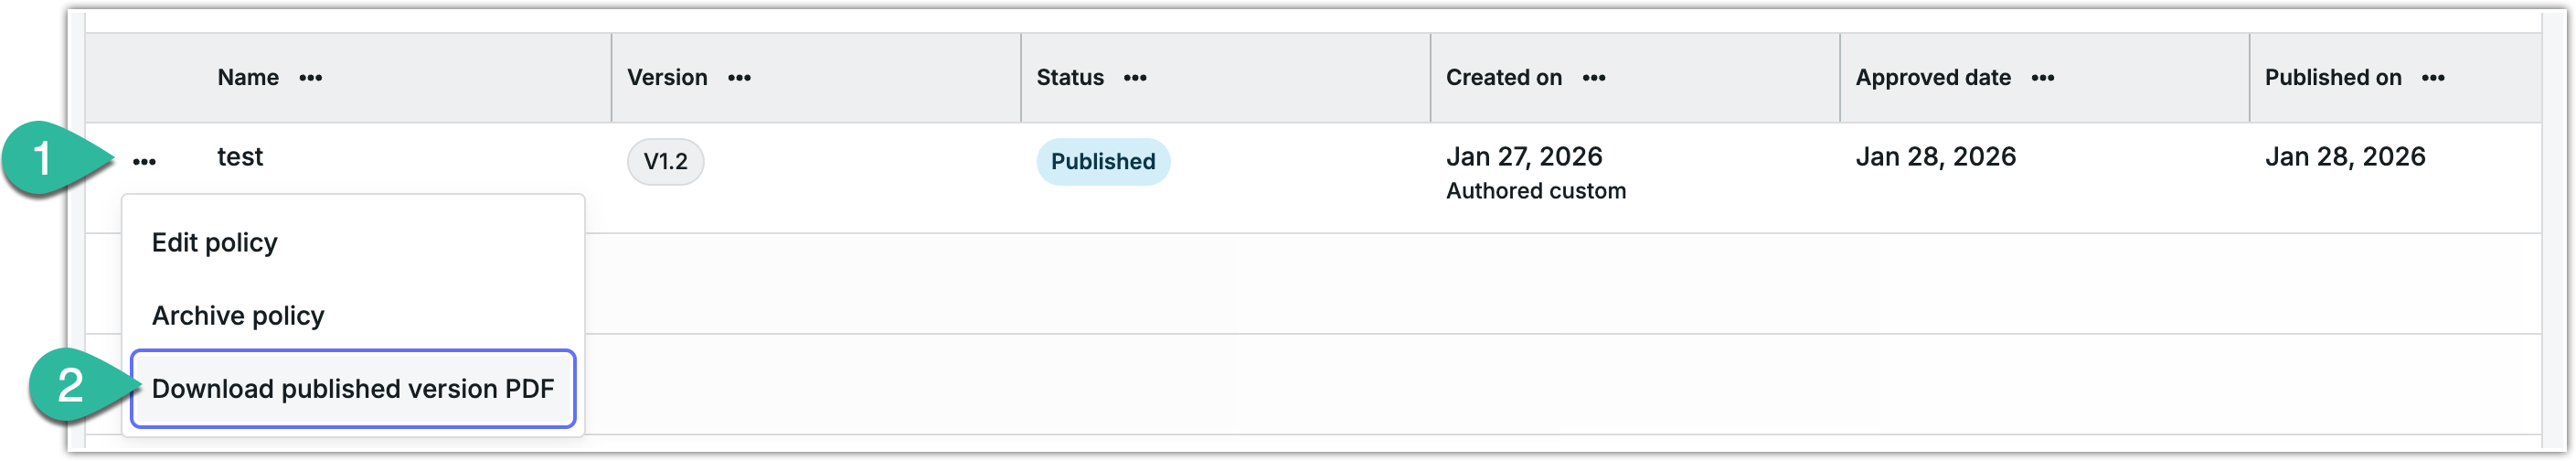 Name ••• Version ••• Status ••• Created on ••• Approved date ••• Published on •••
1 ••• test V1.2 Published Jan 27, 2026 Jan 28, 2026 Jan 28, 2026
Authored custom
Edit policy
Archive policy
2 Download published version PDF